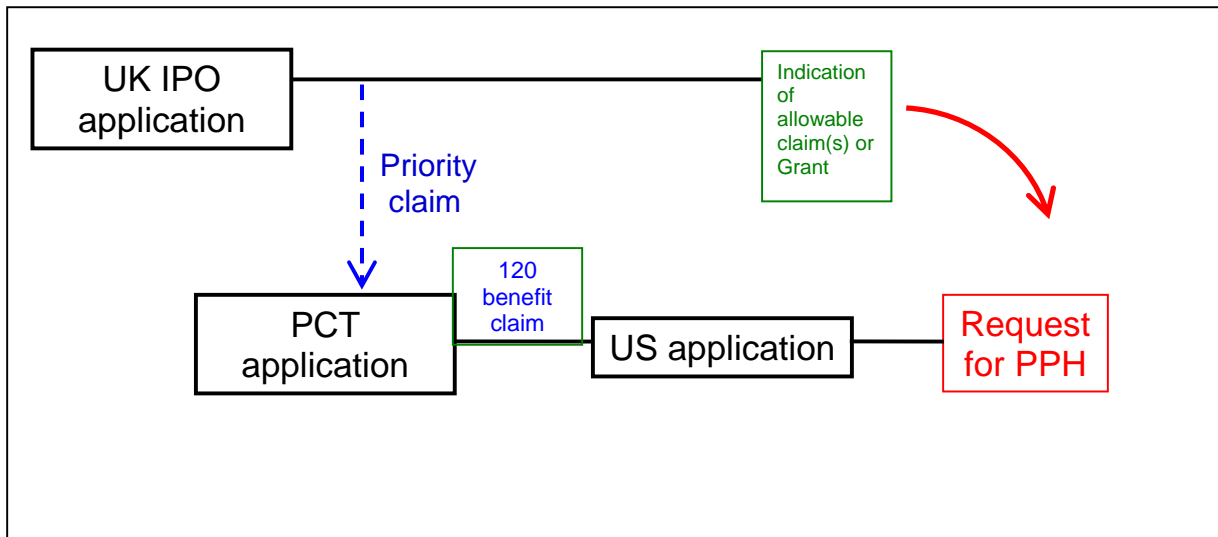 UK IPO
application
Indication
of
allowable
claim(s) or
Grant
Priority
claim
PCT
application
120
benefit
claim
US application
Request
for PPH